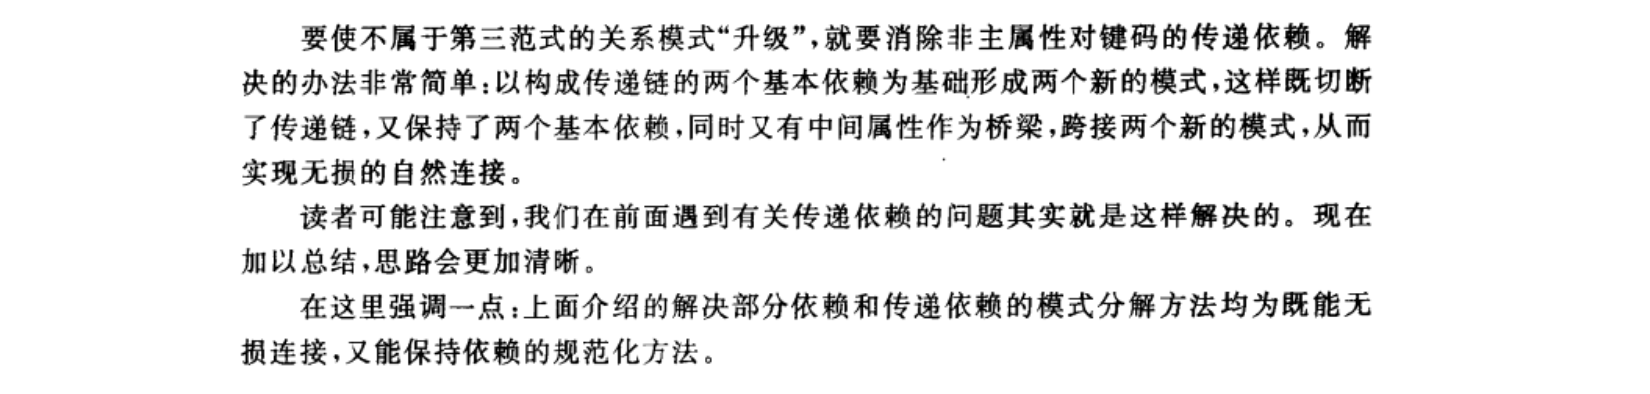 要使不属于第三范式的关系模式“升级”,就要消除非主属性对键码的传递依赖。解
决的办法非常简单:以构成传递链的两个基本依赖为基础形成两个新的模式,这样既切断
了传递链,又保持了两个基本依赖,同时又有中间属性作为桥梁,跨接两个新的模式,从而
实现无损的自然连接。
读者可能注意到,我们在前面遇到有关传递依赖的问题其实就是这样解决的。现在
加以总结,思路会更加清晰。
在这里强调一点:上面介绍的解决部分依赖和传递依赖的模式分解方法均为既能无
损连接,又能保持依赖的规范化方法。